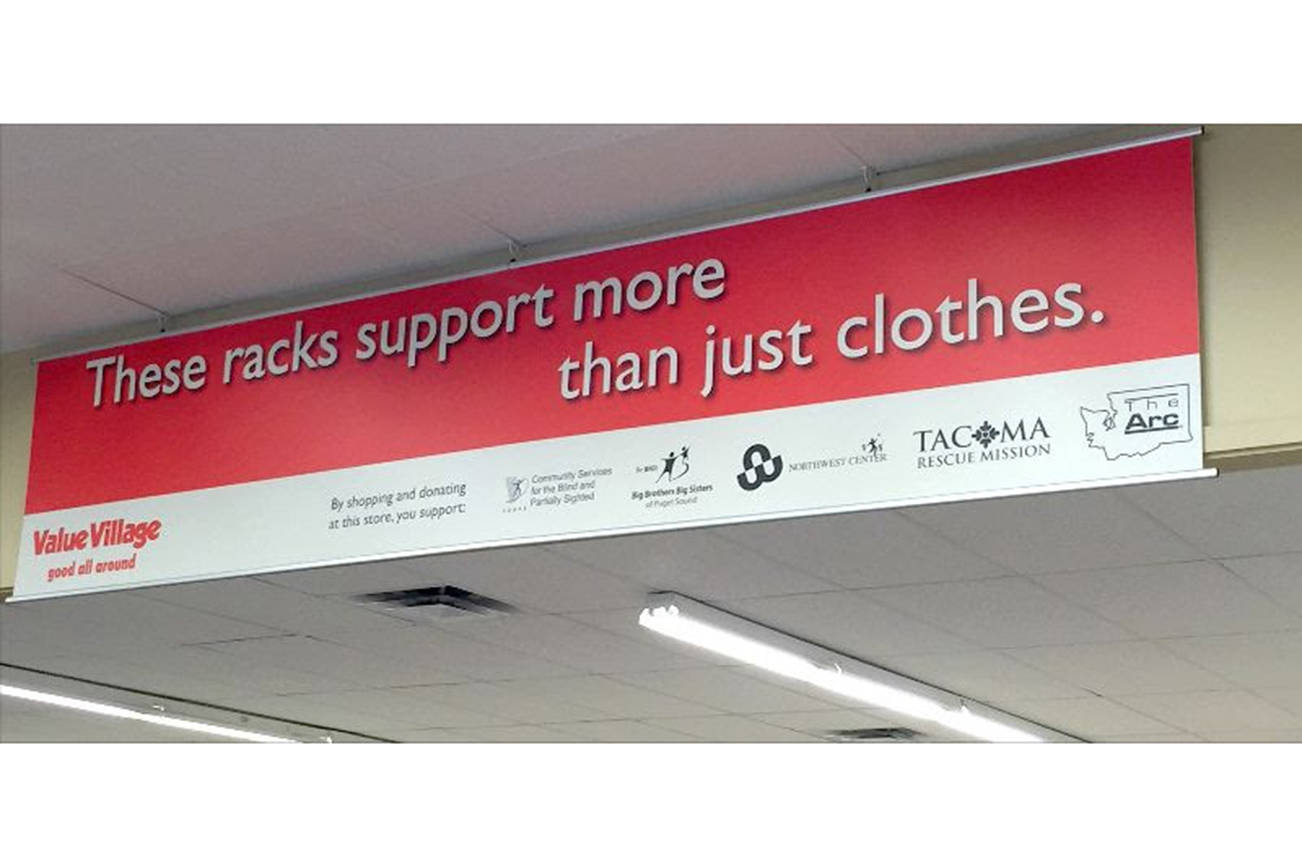 These racks support more
than just clothes.
Value Village
good all around
By shopping and donating
at this store, you support:
Community Services
for the Blind and
Partially Sighted
Big Brothers Big Sisters
of Puget Sound
NORTHWEST CENTER
TACOMA
RESCUE MISSION
The
Arc